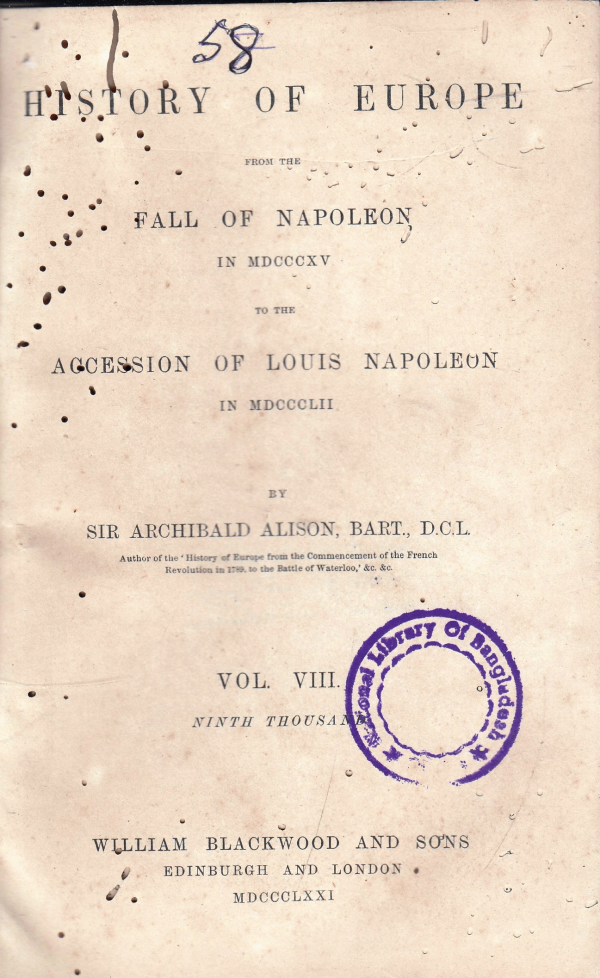 58
HISTORY OF EUROPE
FROM THE
FALL OF NAPOLEON
IN MDCCCXV
TO THE
ACCESSION OF LOUIS NAPOLEON
IN MDCCCLII
BY
SIR ARCHIBALD ALISON, BART., D.C.L.
Author of the ‘History of Europe from the Commencement of the French
Revolution in 1789, to the Battle of Waterloo,’ &c. &c.
VOL. VIII.
NINTH THOUSAND
National Library Of Bangladesh
WILLIAM BLACKWOOD AND SONS
EDINBURGH AND LONDON
MDCCCLXXI